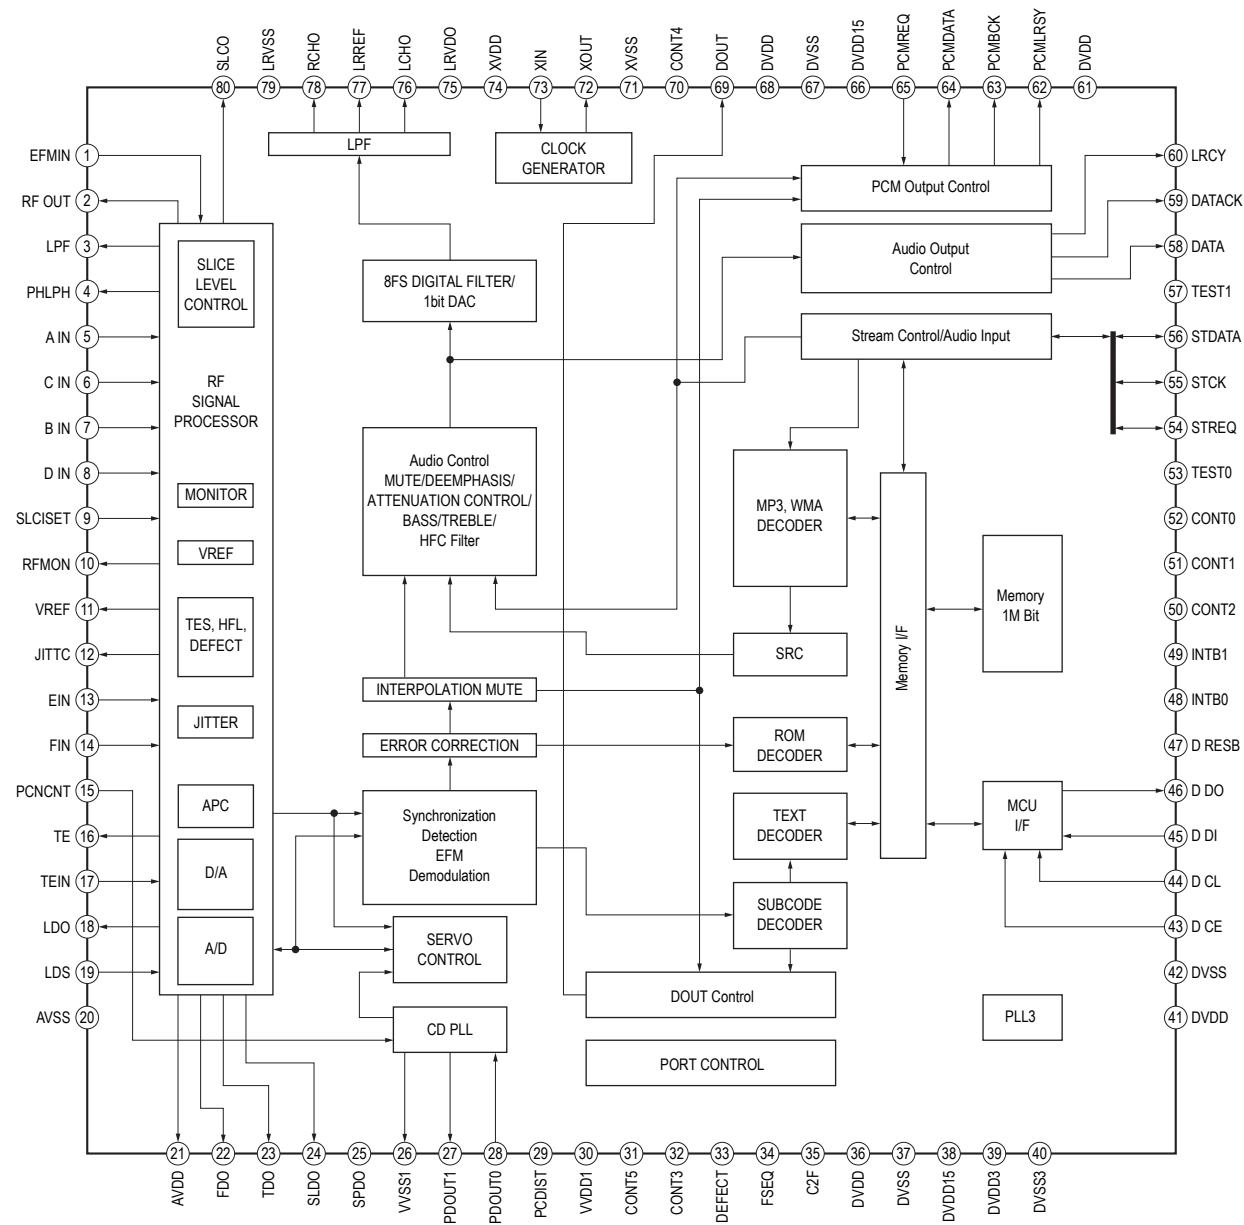 SLCO
LRVSS
RCHO
LRREF
LCHO
LRVDO
XVDD
XIN
XOUT
XVSS
CONT4
DOUT
DVDD
DVSS
DVDD15
PCMREQ
PCMDATA
PCMBCK
PCMLRSY
DVDD
80 79 78 77 76 75 74 73 72 71 70 69 68 67 66 65 64 63 62 61
EFMIN 1
RF OUT 2
LPF 3
PHLPH 4
A IN 5
C IN 6
B IN 7
D IN 8
SLCISET 9
RFMON 10
VREF 11
JITTC 12
EIN 13
FIN 14
PCNCNT 15
TE 16
TEIN 17
LDO 18
LDS 19
AVSS 20
SLICE
LEVEL
CONTROL
RF
SIGNAL
PROCESSOR
MONITOR
VREF
TES, HFL,
DEFECT
JITTER
APC
D/A
A/D
LPF
CLOCK
GENERATOR
8FS DIGITAL FILTER/
1bit DAC
Audio Control
MUTE/DEEMPHASIS/
ATTENUATION CONTROL/
BASS/TREBLE/
HFC Filter
INTERPOLATION MUTE
ERROR CORRECTION
Synchronization
Detection
EFM
Demodulation
SERVO
CONTROL
CD PLL
PCM Output Control
Audio Output
Control
Stream Control/Audio Input
MP3, WMA
DECODER
SRC
ROM
DECODER
TEXT
DECODER
SUBCODE
DECODER
DOUT Control
PORT CONTROL
Memory I/F
Memory
1M Bit
MCU
I/F
PLL3
60 LRCY
59 DATACK
58 DATA
57 TEST1
56 STDATA
55 STCK
54 STREQ
53 TEST0
52 CONT0
51 CONT1
50 CONT2
49 INTB1
48 INTB0
47 D RESB
46 D DO
45 D DI
44 D CL
43 D CE
42 DVSS
41 DVDD
21 22 23 24 25 26 27 28 29 30 31 32 33 34 35 36 37 38 39 40
AVDD
FDO
TDO
SLDO
SPDO
VVSS1
PDOUT1
PDOUT0
PCDIST
VVDD1
CONT5
CONT3
DEFECT
FSEQ
C2F
DVDD
DVSS
DVDD15
DVDD3
DVSS3